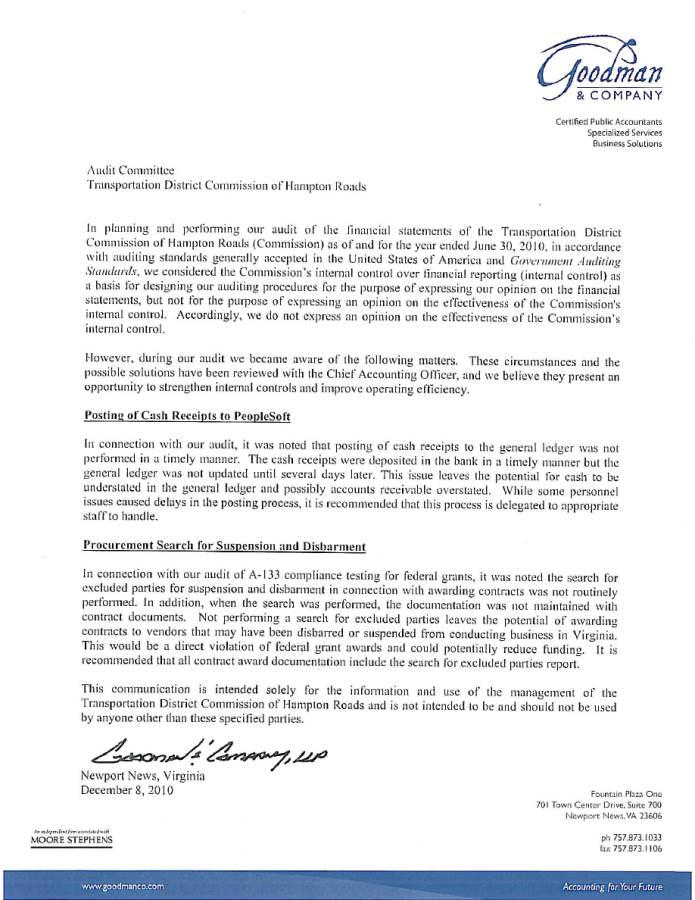 Goodman
& COMPANY
Certified Public Accountants
Specialized Services
Business Solutions
Audit Committee
Transportation District Commission of Hampton Roads
In planning and performing our audit of the financial statements of the Transportation District
Commission of Hampton Roads (Commission) as of and for the year ended June 30, 2010, in accordance
with auditing standards generally accepted in the United States of America and Government Auditing
Standards, we considered the Commission's internal control over financial reporting (internal control) as
a basis for designing our auditing procedures for the purpose of expressing our opinion on the financial
statements, but not for the purpose of expressing an opinion on the effectiveness of the Commission's
internal control. Accordingly, we do not express an opinion on the effectiveness of the Commission's
internal control.
However, during our audit we became aware of the following matters. These circumstances and the
possible solutions have been reviewed with the Chief Accounting Officer, and we believe they present an
opportunity to strengthen internal controls and improve operating efficiency.
Posting of Cash Receipts to PeopleSoft
In connection with our audit, it was noted that posting of cash receipts to the general ledger was not
performed in a timely manner. The cash receipts were deposited in the bank in a timely manner but the
general ledger was not updated until several days later. This issue leaves the potential for cash to be
understated in the general ledger and possibly accounts receivable overstated. While some personnel
issues caused delays in the posting process, it is recommended that this process is delegated to appropriate
staff to handle.
Procurement Search for Suspension and Disbarment
In connection with our audit of A-133 compliance testing for federal grants, it was noted the search for
excluded parties for suspension and disbarment in connection with awarding contracts was not routinely
performed. In addition, when the search was performed, the documentation was not maintained with
contract documents. Not performing a search for excluded parties leaves the potential of awarding
contracts to vendors that may have been disbarred or suspended from conducting business in Virginia.
This would be a direct violation of federal grant awards and could potentially reduce funding. It is
recommended that all contract award documentation include the search for excluded parties report.
This communication is intended solely for the information and use of the management of the
Transportation District Commission of Hampton Roads and is not intended to be and should not be used
by anyone other than these specified parties.
Goodman & Company, LLP
Newport News, Virginia
December 8, 2010
Fountain Plaza One
701 Town Center Drive, Suite 700
Newport News, VA 23606
ph 757.873.1033
fax 757.873.1106
An independent firm associated with
MOORE STEPHENS
www.goodmanco.com
Accounting for Your Future